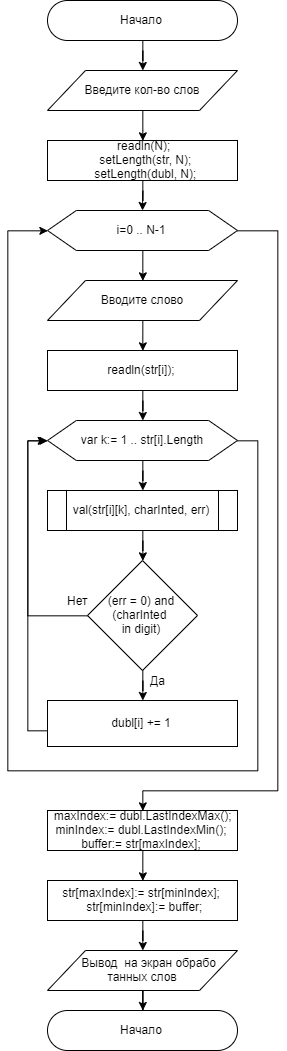 Начало
Введите кол-во слов
readln(N);
setLength(str, N);
setLength(dubl, N);
i=0 .. N-1
Вводите слово
readln(str[i]);
var k:= 1 .. str[i].Length
val(str[i][k], charInted, err)
Нет
(err = 0) and
(charInted
in digit)
Да
dubl[i] += 1
maxIndex:= dubl.LastIndexMax();
minIndex:= dubl.LastIndexMin();
buffer:= str[maxIndex];
str[maxIndex]:= str[minIndex];
str[minIndex]:= buffer;
Вывод на экран обрабо
танных слов
Начало